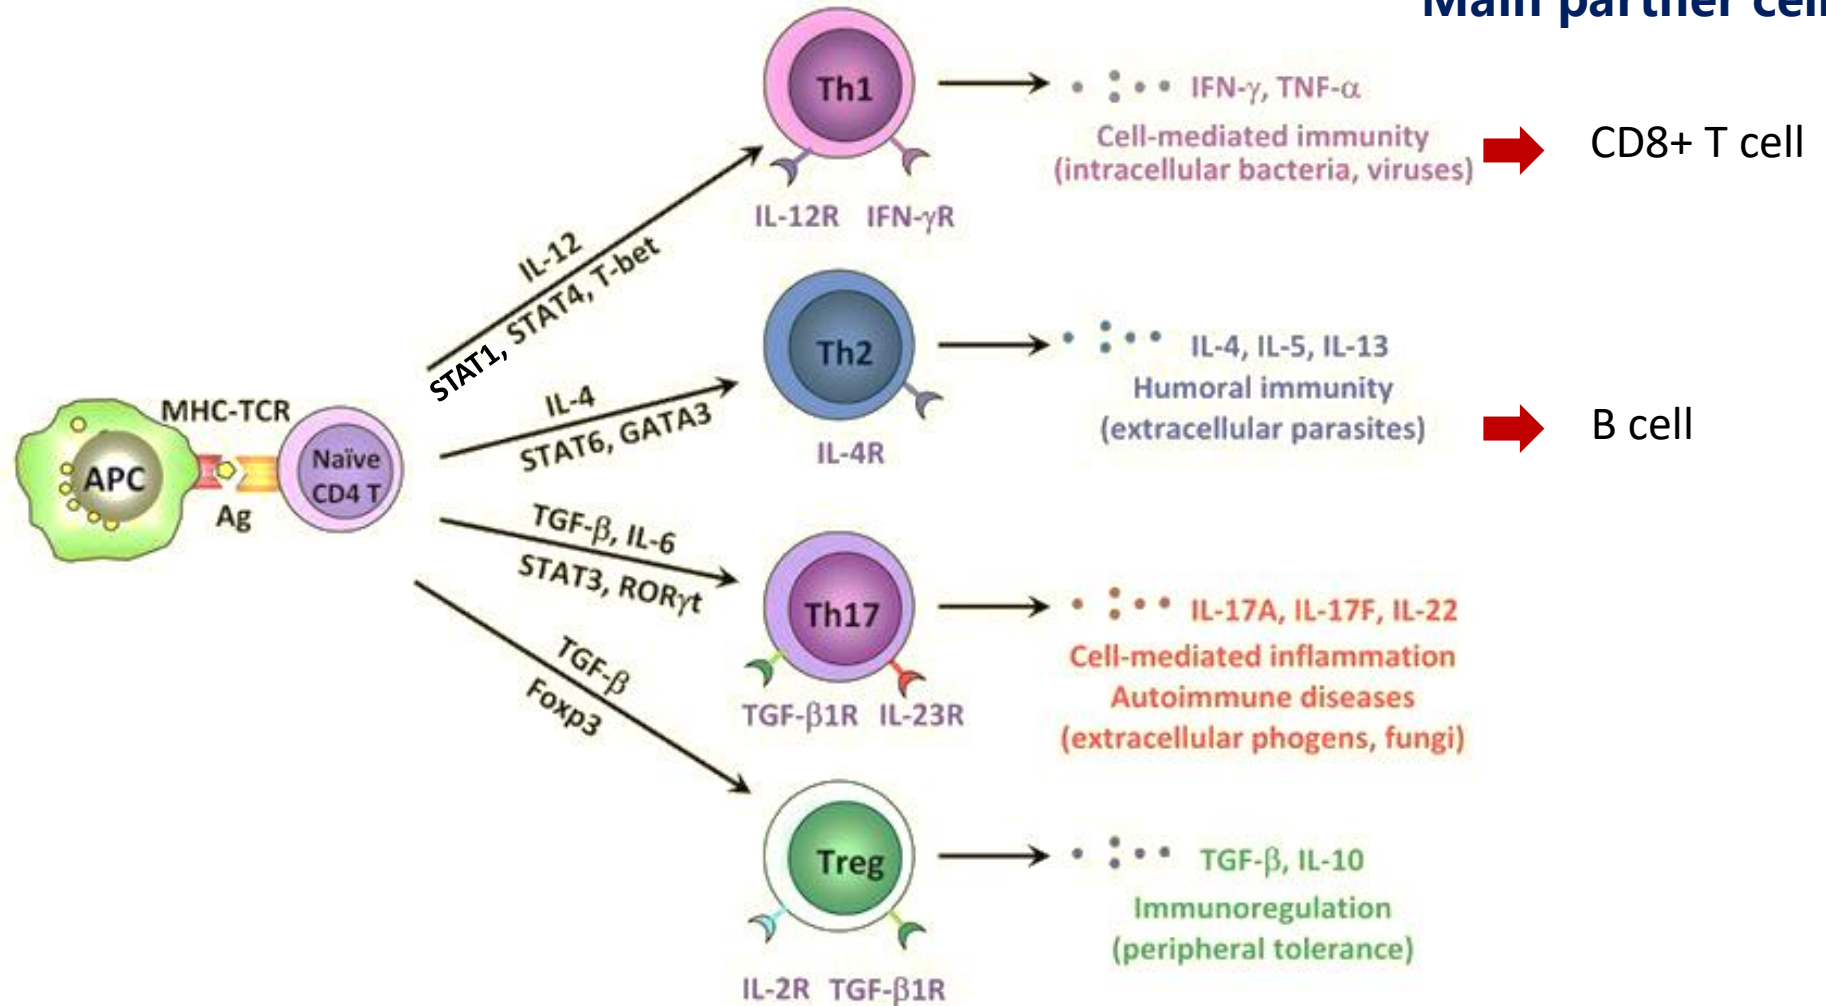 Main partner cell
Th1
IFN-γ, TNF-α
Cell-mediated immunity
(intracellular bacteria, viruses)
CD8+ T cell
IL-12R IFN-γR
IL-12
STAT1, STAT4, T-bet
Th2
IL-4, IL-5, IL-13
Humoral immunity
(extracellular parasites)
B cell
IL-4R
IL-4
STAT6, GATA3
MHC-TCR
APC
Ag
Naïve
CD4 T
TGF-β, IL-6
STAT3, RORγt
Th17
IL-17A, IL-17F, IL-22
Cell-mediated inflammation
Autoimmune diseases
(extracellular phogens, fungi)
TGF-β1R IL-23R
TGF-β
Foxp3
Treg
TGF-β, IL-10
Immunoregulation
(peripheral tolerance)
IL-2R TGF-β1R